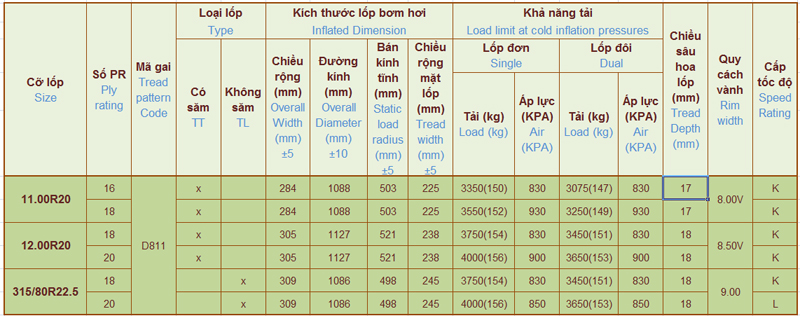 Cỡ lốp
Size
Số PR
Ply
rating
Mã gai
Tread
pattern
Code
Loại lốp
Type
Có
săm
TT
Không
săm
TL
Kích thước lốp bơm hơi
Inflated Dimension
Chiều
rộng
(mm)
Overall
Width
(mm)
±5
Đường
kính
(mm)
Overall
Diameter
(mm)
±10
Bán
kính
tĩnh
(mm)
Static
load
radius
(mm)
±5
Chiều
rộng mặt
lốp
(mm)
Tread
width
(mm)
±5
Khả năng tải
Load limit at cold inflation pressures
Lốp đơn
Single
Lốp đôi
Dual
Tải (kg)
Load (kg)
Áp lực
(KPA)
Air
(KPA)
Tải (kg)
Load (kg)
Áp lực
(KPA)
Air
(KPA)
Chiều
sâu
hoa
lốp
(mm)
Tread
Depth
(mm)
Quy
cách
vành
Rim
width
Cấp
tốc độ
Speed
Rating
11.00R20 16 D811 x 284 1088 503 225 3350(150) 830 3075(147) 830 17 8.00V K
18 x 284 1088 503 225 3550(152) 930 3250(149) 930 17 K
12.00R20 18 x 305 1127 521 238 3750(154) 830 3450(151) 830 18 8.50V K
20 x 305 1127 521 238 4000(156) 900 3650(153) 900 18 K
315/80R22.5 18 x 309 1086 498 245 3750(154) 830 3450(151) 830 18 9.00 K
20 x 309 1086 498 245 4000(156) 850 3650(153) 850 18 L